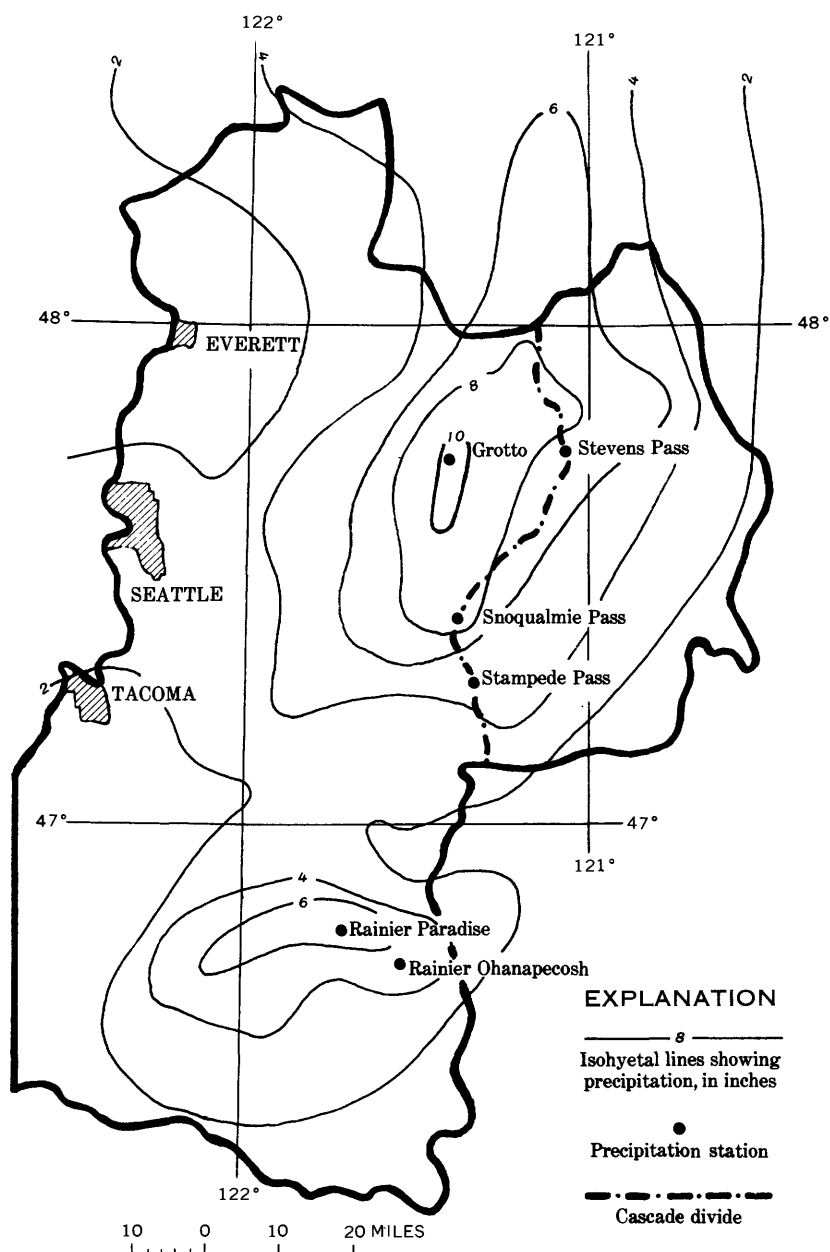 122°
121°
2
4
6
4
2
48°
48°
EVERETT
8
10
Grotto
Stevens Pass
SEATTLE
Snoqualmie Pass
Stampede Pass
2
TACOMA
47°
47°
121°
4
6
Rainier Paradise
Rainier Ohanapecosh
EXPLANATION
8
Isohyetal lines showing
precipitation, in inches
Precipitation station
Cascade divide
122°
10 0 10 20 MILES